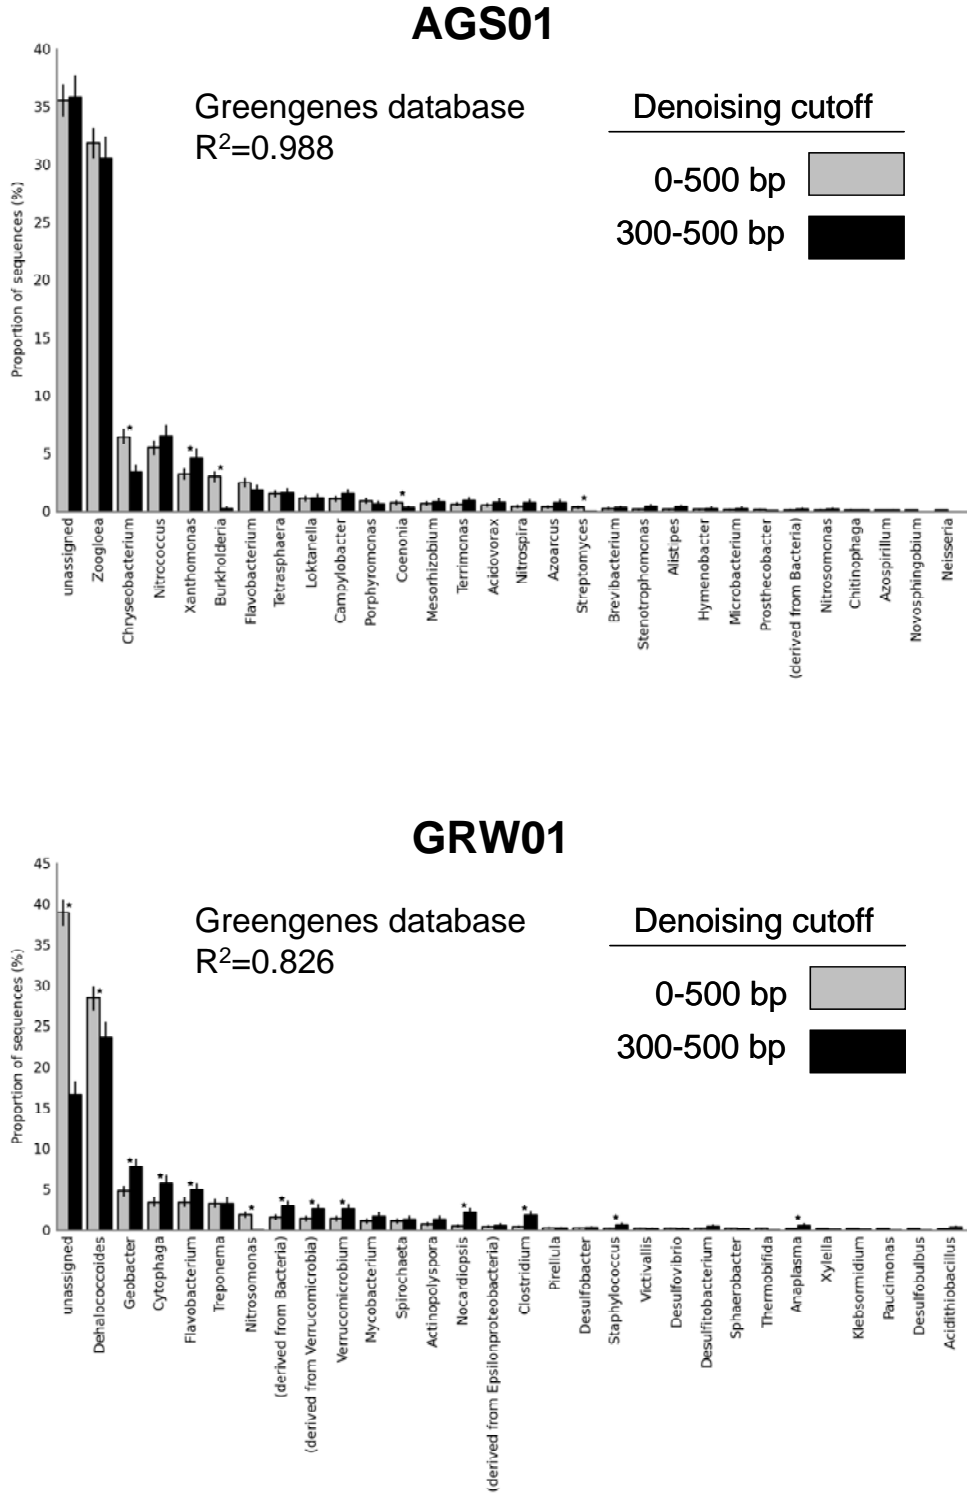 AGS01
40
35
30
25
20
15
10
5
0
Proportion of sequences (%)
Greengenes database
R²=0.988
Denoising cutoff
0-500 bp
300-500 bp
* * * * *
unassigned
Zoogloea
Chryseobacterium
Nitrococcus
Xanthomonas
Burkholderia
Flavobacterium
Tetrasphaera
Loktanella
Campylobacter
Porphyromonas
Coenonia
Mesorhizobium
Terrimonas
Acidovorax
Nitrospira
Azoarcus
Streptomyces
Brevibacterium
Stenotrophomonas
Alistipes
Hymenobacter
Microbacterium
Prosthecobacter
(derived from Bacteria)
Nitrosomonas
Chitinophaga
Azospirillum
Novosphingobium
Neisseria
GRW01
45
40
35
30
25
20
15
10
5
0
Proportion of sequences (%)
Greengenes database
R²=0.826
Denoising cutoff
0-500 bp
300-500 bp
* * * * * * * * * * * * *
unassigned
Dehalococcoides
Geobacter
Cytophaga
Flavobacterium
Treponema
Nitrosomonas
(derived from Bacteria)
(derived from Verrucomicrobia)
Verrucomicrobium
Mycobacterium
Spirochaeta
Actinopolyspora
Nocardiopsis
(derived from Epsilonproteobacteria)
Clostridium
Pirellula
Desulfobacter
Staphylococcus
Victivallis
Desulfovibrio
Desulfitobacterium
Sphaerobacter
Thermobifida
Anaplasma
Xylella
Klebsormidium
Paucimonas
Desulfobulbus
Acidithiobacillus